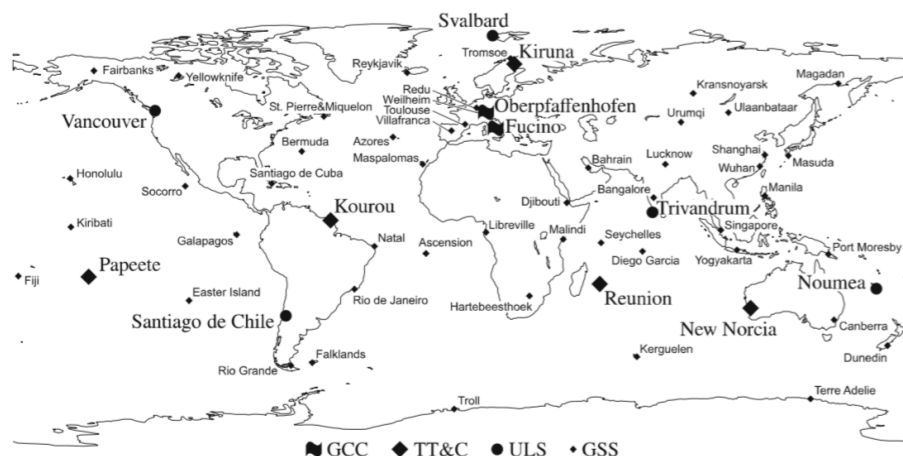 Svalbard
Tromsoe
Kiruna
Reykjavik
Fairbanks
Yellowknife
Magadan
Kransnoyarsk
Redu
Weilheim
Toulouse
Villafranca
Oberpfaffenhofen
Fucino
Urumqi
Ulaanbataar
St. Pierre&Miquelon
Vancouver
Azores
Bermuda
Maspalomas
Bahrain
Lucknow
Shanghai
Wuhan
Masuda
Honolulu
Socorro
Santiago de Cuba
Bangalore
Manila
Djibouti
Trivandrum
Kourou
Kiribati
Galapagos
Natal
Ascension
Libreville
Malindi
Seychelles
Singapore
Diego Garcia
Yogyakarta
Port Moresby
Papeete
Fiji
Easter Island
Rio de Janeiro
Hartebeesthoek
Reunion
Noumea
Santiago de Chile
New Norcia
Canberra
Rio Grande
Falklands
Kerguelen
Dunedin
Troll
Terre Adelie
GCC TT&C ULS GSS